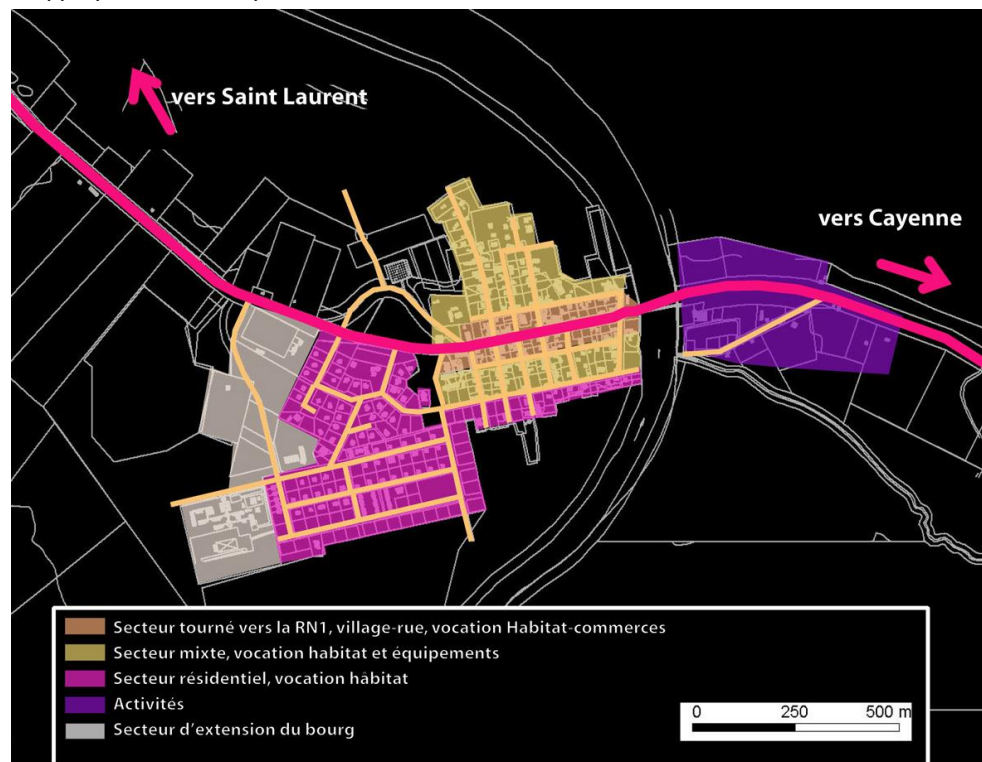 vers Saint Laurent
vers Cayenne
Secteur tourné vers la RN1, village-rue, vocation Habitat-commerces
Secteur mixte, vocation habitat et équipements
Secteur résidentiel, vocation hâbitat
Activités
Secteur d'extension du bourg
0 250 500 m